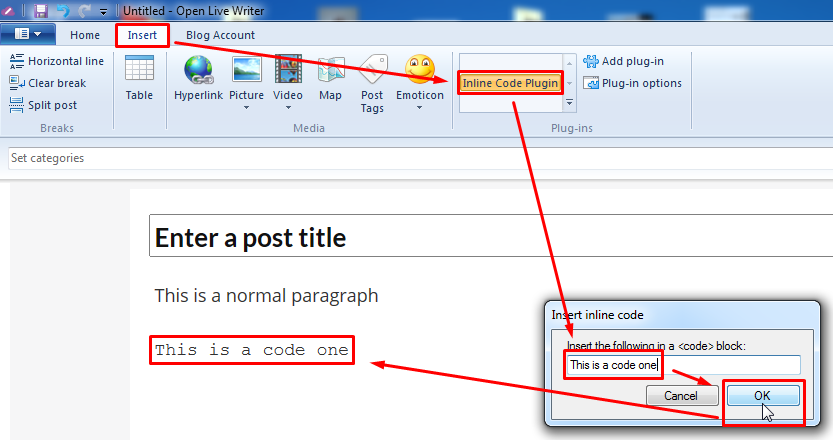 Untitled - Open Live Writer
Home Insert Blog Account
Horizontal line
Clear break
Split post
Breaks
Table
Hyperlink Picture Video Map Post Tags Emoticon
Media
Inline Code Plugin
Add plug-in
Plug-in options
Plug-ins
Set categories
Enter a post title
This is a normal paragraph
This is a code one
Insert inline code
Insert the following in a <code> block:
This is a code one
Cancel OK